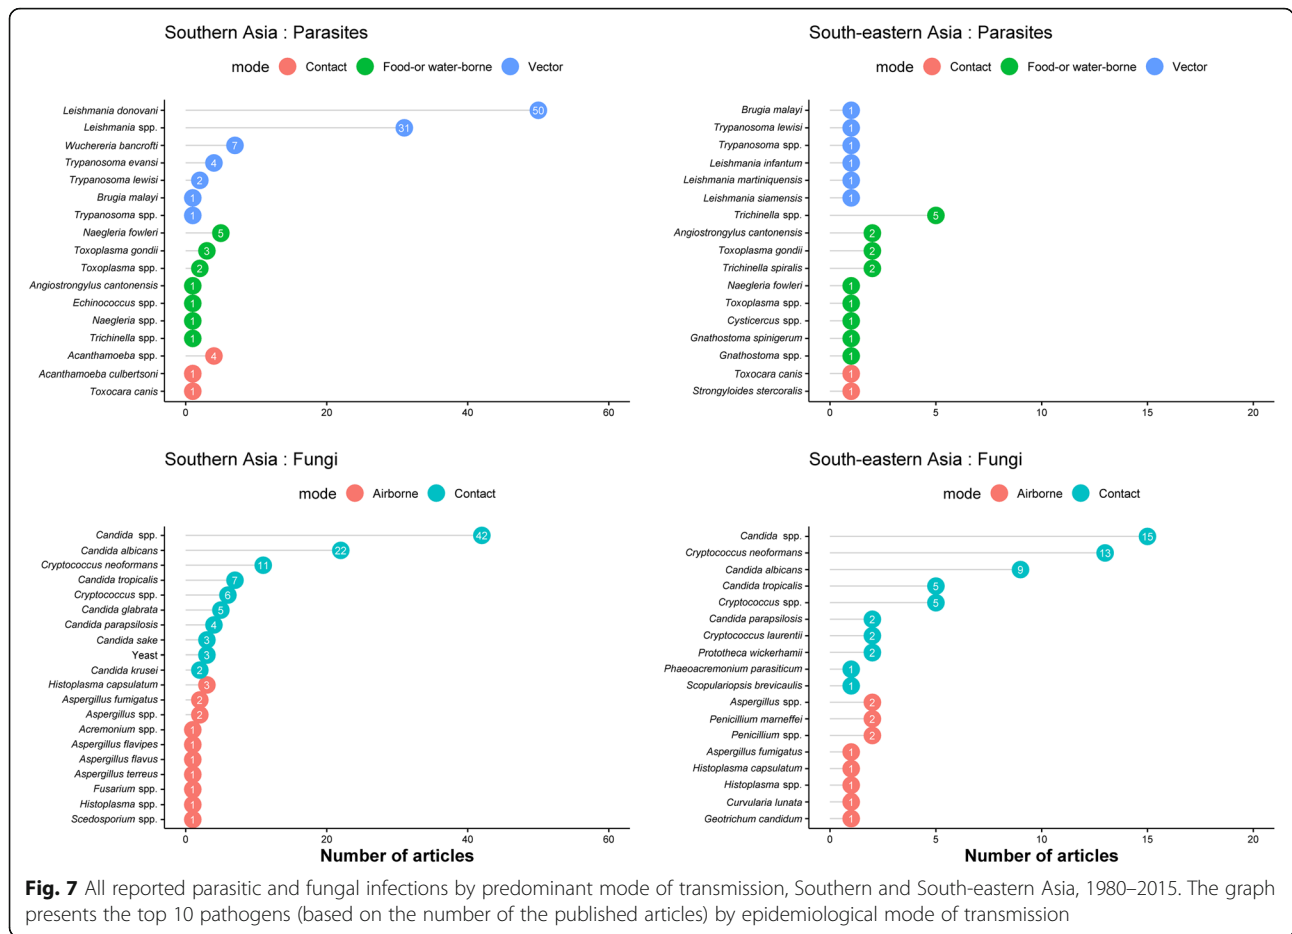 Southern Asia : Parasites
mode Contact Food-or water-borne Vector
Leishmania donovani 50
Leishmania spp. 31
Wuchereria bancrofti 7
Trypanosoma evansi 4
Trypanosoma lewisi 2
Brugia malayi 1
Trypanosoma spp. 1
Naegleria fowleri 5
Toxoplasma gondii 3
Toxoplasma spp. 2
Angiostrongylus cantonensis 1
Echinococcus spp. 1
Naegleria spp. 1
Trichinella spp. 1
Acanthamoeba spp. 4
Acanthamoeba culbertsoni 1
Toxocara canis 1
0 20 40 60
South-eastern Asia : Parasites
mode Contact Food-or water-borne Vector
Brugia malayi 1
Trypanosoma lewisi 1
Trypanosoma spp. 1
Leishmania infantum 1
Leishmania martiniquensis 1
Leishmania siamensis 1
Trichinella spp. 5
Angiostrongylus cantonensis 2
Toxoplasma gondii 2
Trichinella spiralis 2
Naegleria fowleri 1
Toxoplasma spp. 1
Cysticercus spp. 1
Gnathostoma spinigerum 1
Gnathostoma spp. 1
Toxocara canis 1
Strongyloides stercoralis 1
0 5 10 15 20
Southern Asia : Fungi
mode Airborne Contact
Candida spp. 42
Candida albicans 22
Cryptococcus neoformans 11
Candida tropicalis 7
Cryptococcus spp. 6
Candida glabrata 5
Candida parapsilosis 4
Candida sake 3
Yeast 3
Candida krusei 2
Histoplasma capsulatum 3
Aspergillus fumigatus 2
Aspergillus spp. 2
Acremonium spp. 1
Aspergillus flavipes 1
Aspergillus flavus 1
Aspergillus terreus 1
Fusarium spp. 1
Histoplasma spp. 1
Scedosporium spp. 1
0 20 40 60
Number of articles
South-eastern Asia : Fungi
mode Airborne Contact
Candida spp. 15
Cryptococcus neoformans 13
Candida albicans 9
Candida tropicalis 5
Cryptococcus spp. 5
Candida parapsilosis 2
Cryptococcus laurentii 2
Prototheca wickerhamii 2
Phaeoacremonium parasiticum 1
Scopulariopsis brevicaulis 1
Aspergillus spp. 2
Penicillium marneffei 2
Penicillium spp. 2
Aspergillus fumigatus 1
Histoplasma capsulatum 1
Histoplasma spp. 1
Curvularia lunata 1
Geotrichum candidum 1
0 5 10 15 20
Number of articles
Fig. 7 All reported parasitic and fungal infections by predominant mode of transmission, Southern and South-eastern Asia, 1980–2015. The graph
presents the top 10 pathogens (based on the number of the published articles) by epidemiological mode of transmission